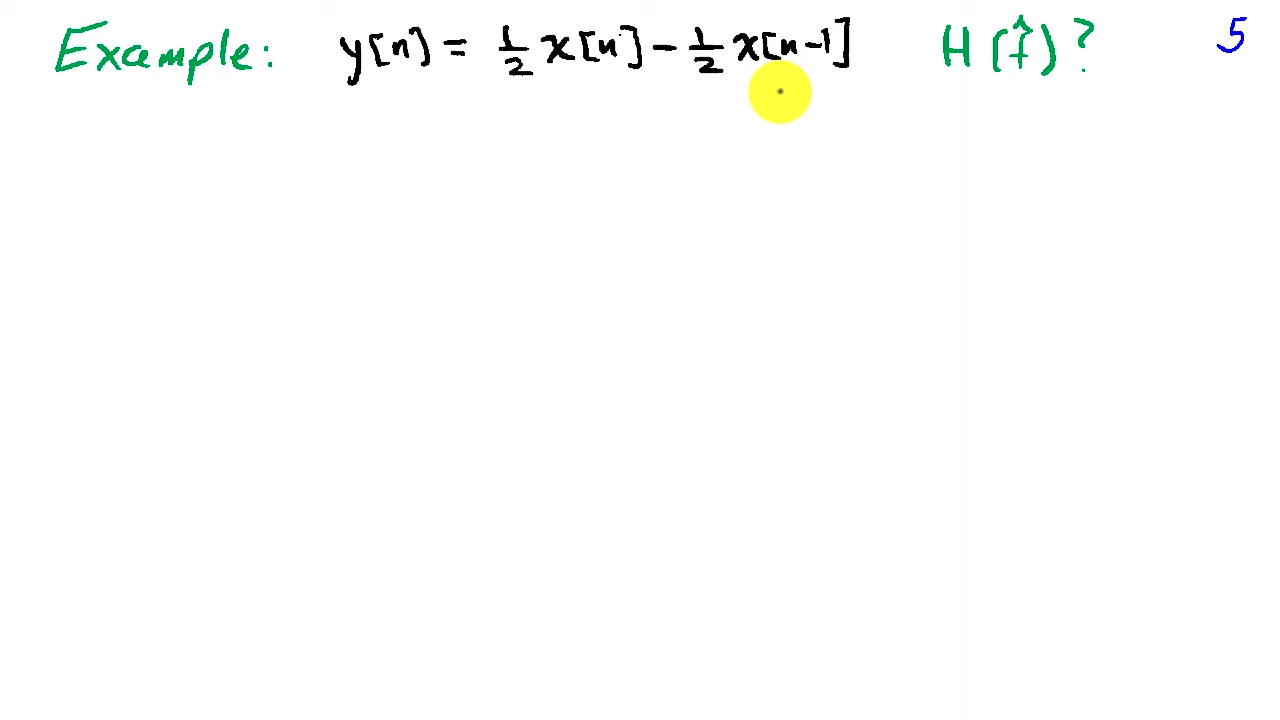 Example: y[n] = 1/2 x[n] - 1/2 x[n-1] H(f̂)? 5